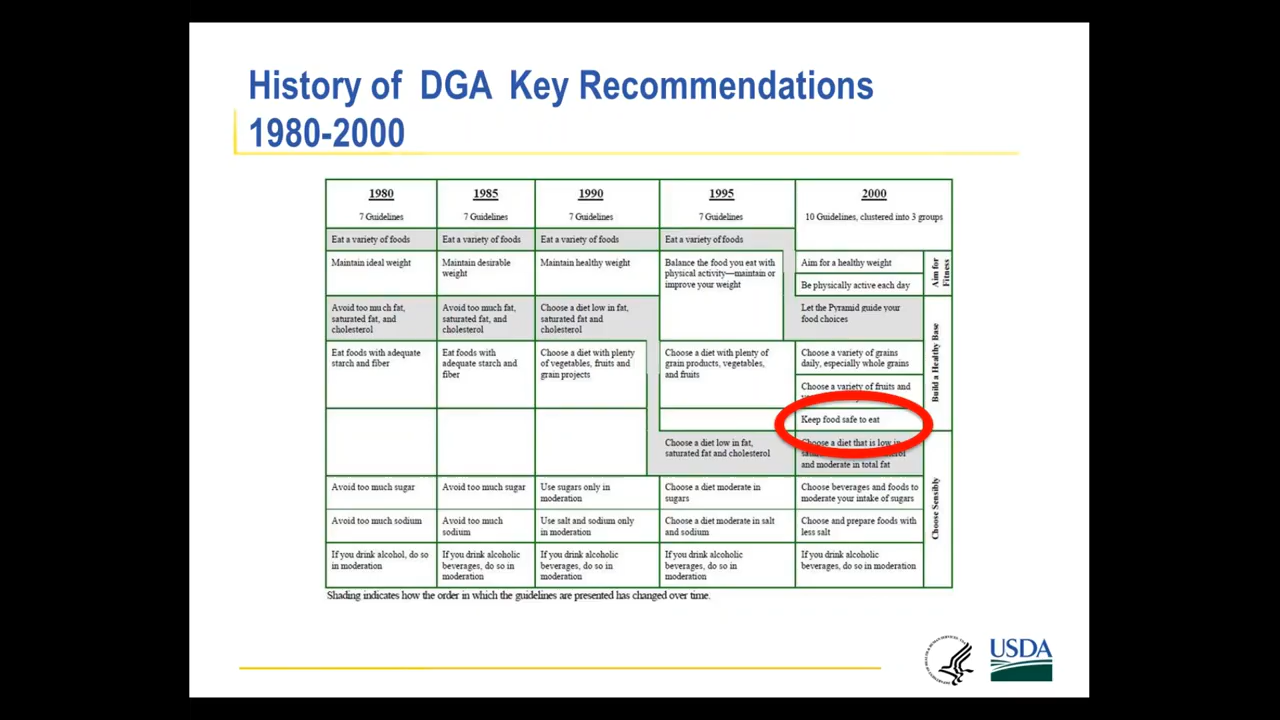 History of DGA Key Recommendations
1980-2000
1980
7 Guidelines
1985
7 Guidelines
1990
7 Guidelines
1995
7 Guidelines
2000
10 Guidelines, clustered into 3 groups
Eat a variety of foods
Eat a variety of foods
Eat a variety of foods
Eat a variety of foods
Maintain ideal weight
Maintain desirable
weight
Maintain healthy weight
Balance the food you eat with
physical activity—maintain or
improve your weight
Aim for a healthy weight
Be physically active each day
Aim for
Fitness
Avoid too much fat,
saturated fat, and
cholesterol
Avoid too much fat,
saturated fat, and
cholesterol
Choose a diet low in fat,
saturated fat and
cholesterol
Let the Pyramid guide your
food choices
Eat foods with adequate
starch and fiber
Eat foods with
adequate starch and
fiber
Choose a diet with plenty
of vegetables, fruits and
grain projects
Choose a diet with plenty of
grain products, vegetables,
and fruits
Choose a variety of grains
daily, especially whole grains
Choose a variety of fruits and
Keep food safe to eat
Build a Healthy Base
Choose a diet low in fat,
saturated fat and cholesterol
Choose a diet that is low in
and moderate in total fat
Avoid too much sugar
Avoid too much sugar
Use sugars only in
moderation
Choose a diet moderate in
sugars
Choose beverages and foods to
moderate your intake of sugars
Avoid too much sodium
Avoid too much
sodium
Use salt and sodium only
in moderation
Choose a diet moderate in salt
and sodium
Choose and prepare foods with
less salt
If you drink alcohol, do so
in moderation
If you drink alcoholic
beverages, do so in
moderation
If you drink alcoholic
beverages, do so in
moderation
If you drink alcoholic
beverages, do so in
moderation
If you drink alcoholic
beverages, do so in moderation
Choose Sensibly
Shading indicates how the order in which the guidelines are presented has changed over time.
USDA